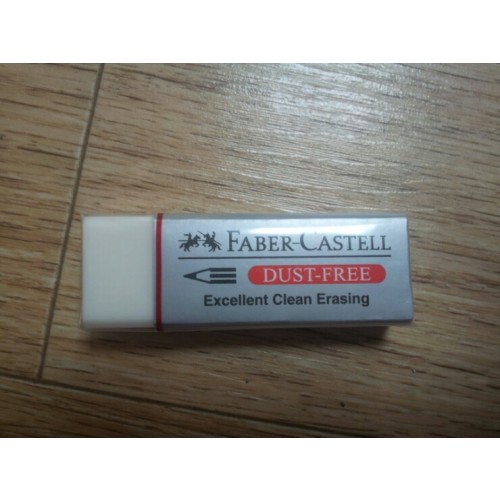 FABER-CASTELL
DUST-FREE
Excellent Clean Erasing